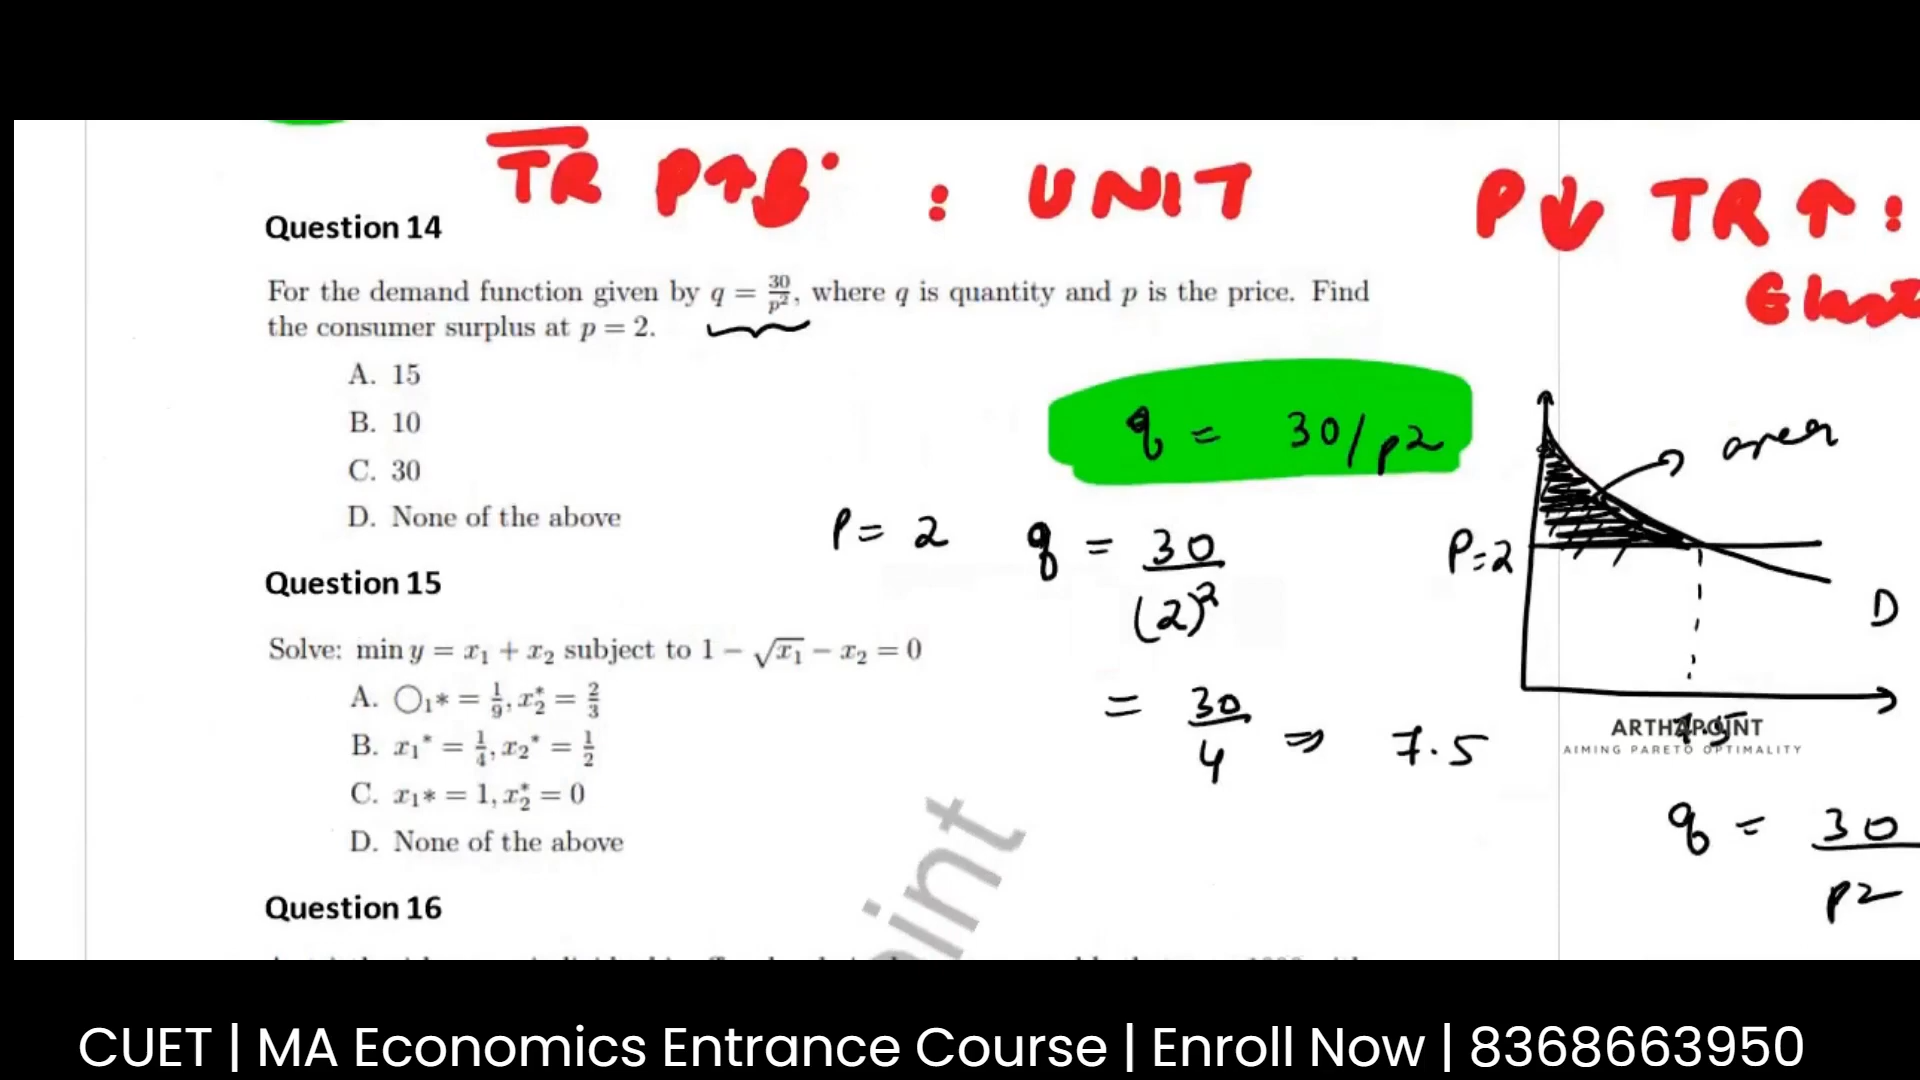 TR P↑↓ : UNIT P↓ TR↑ :
Question 14
For the demand function given by q = 30/p², where q is quantity and p is the price. Find
the consumer surplus at p = 2.
A. 15
B. 10
C. 30
D. None of the above
q = 30/p2
area
P = 2 q = 30/(2)²
P=2
D
= 30/4 ⇒ 7.5
7.5
ARTHAPOINT
AIMING PARETO OPTIMALITY
q = 30/p2
Question 15
Solve: min y = x₁ + x₂ subject to 1 − √x₁ − x₂ = 0
A. ◯₁* = 1/9, x₂* = 2/3
B. x₁* = 1/4, x₂* = 1/2
C. x₁* = 1, x₂* = 0
D. None of the above
Question 16
oint
CUET | MA Economics Entrance Course | Enroll Now | 8368663950